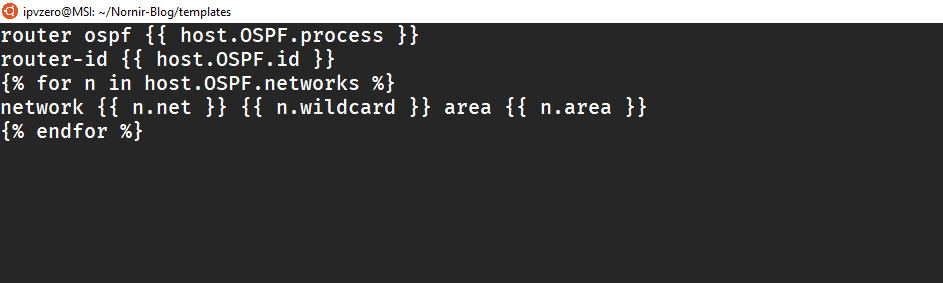 ipvzero@MSI: ~/Nornir-Blog/templates
router ospf {{ host.OSPF.process }}
router-id {{ host.OSPF.id }}
{% for n in host.OSPF.networks %}
network {{ n.net }} {{ n.wildcard }} area {{ n.area }}
{% endfor %}